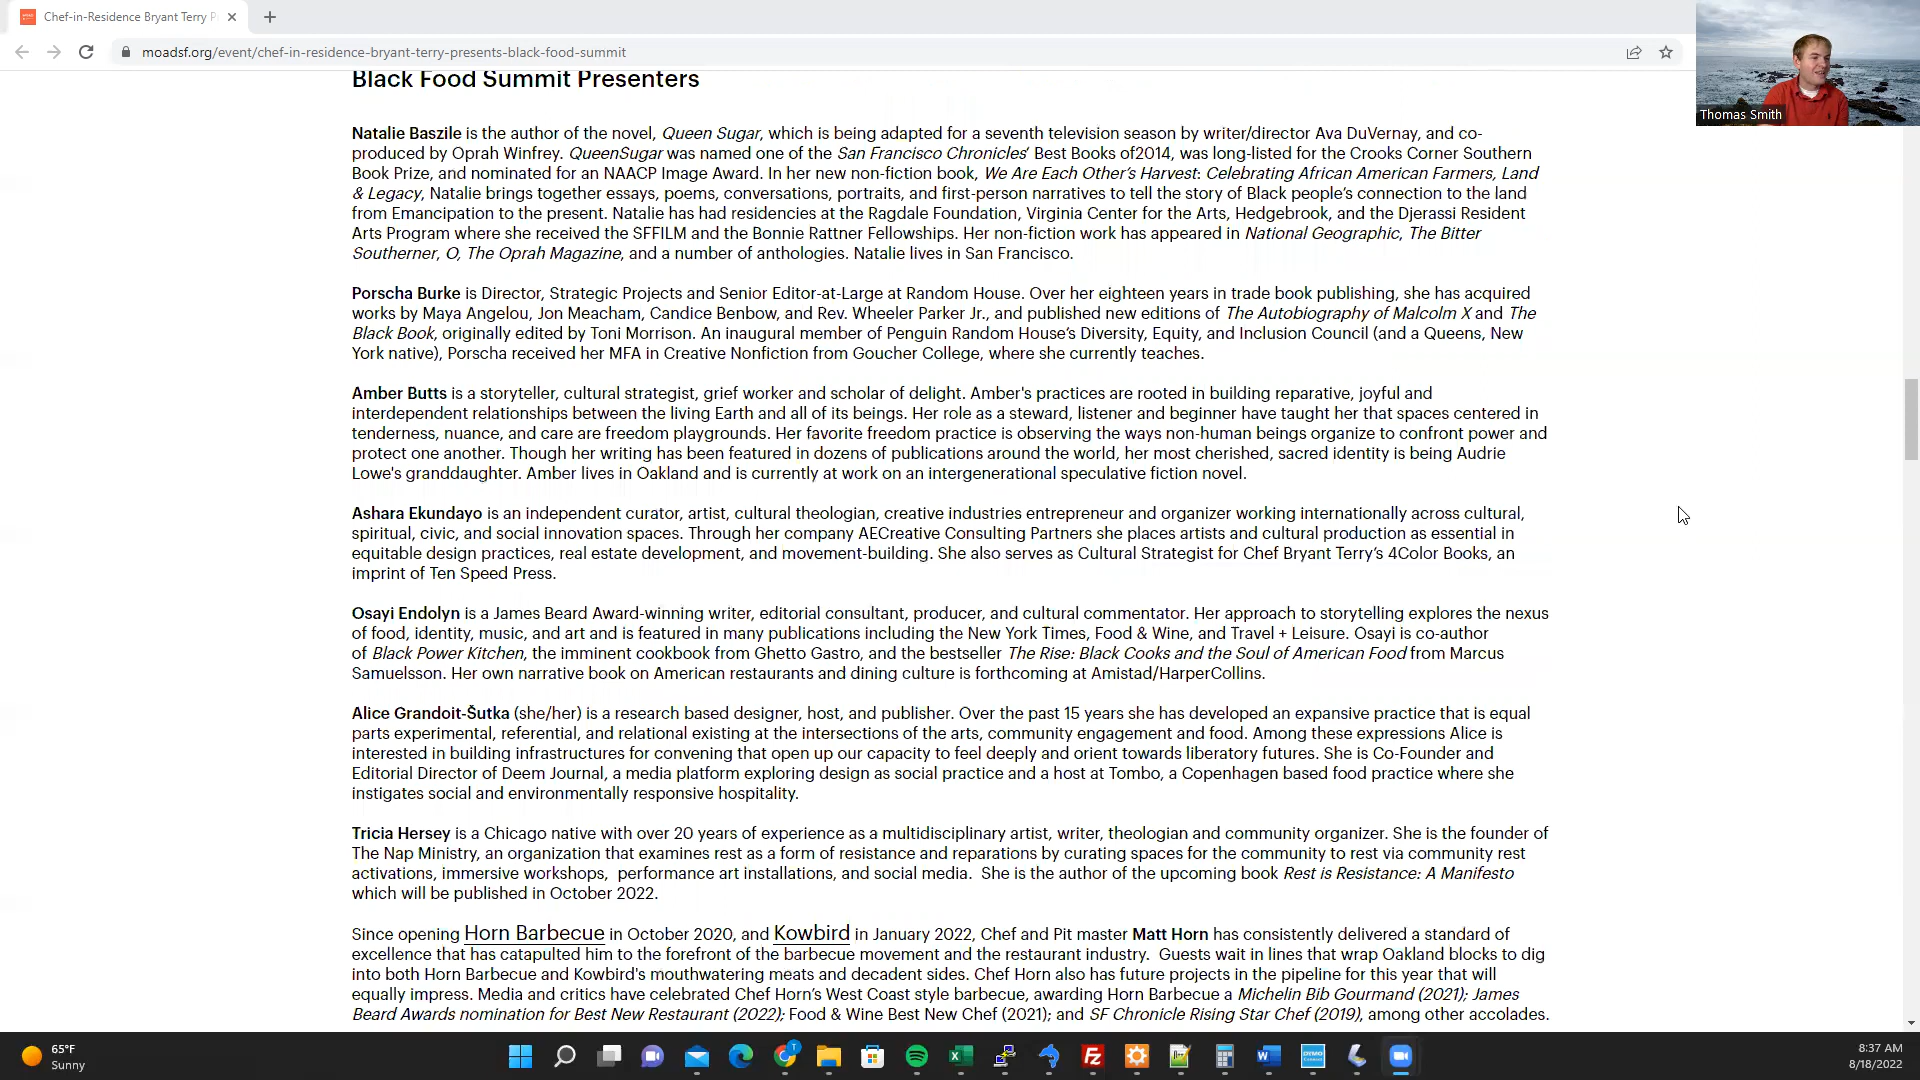 Chef-in-Residence Bryant Terry P
moadsf.org/event/chef-in-residence-bryant-terry-presents-black-food-summit
Thomas Smith
Black Food Summit Presenters
Natalie Baszile is the author of the novel, Queen Sugar, which is being adapted for a seventh television season by writer/director Ava DuVernay, and co-
produced by Oprah Winfrey. QueenSugar was named one of the San Francisco Chronicles' Best Books of2014, was long-listed for the Crooks Corner Southern
Book Prize, and nominated for an NAACP Image Award. In her new non-fiction book, We Are Each Other's Harvest: Celebrating African American Farmers, Land
& Legacy, Natalie brings together essays, poems, conversations, portraits, and first-person narratives to tell the story of Black people's connection to the land
from Emancipation to the present. Natalie has had residencies at the Ragdale Foundation, Virginia Center for the Arts, Hedgebrook, and the Djerassi Resident
Arts Program where she received the SFFILM and the Bonnie Rattner Fellowships. Her non-fiction work has appeared in National Geographic, The Bitter
Southerner, O, The Oprah Magazine, and a number of anthologies. Natalie lives in San Francisco.
Porscha Burke is Director, Strategic Projects and Senior Editor-at-Large at Random House. Over her eighteen years in trade book publishing, she has acquired
works by Maya Angelou, Jon Meacham, Candice Benbow, and Rev. Wheeler Parker Jr., and published new editions of The Autobiography of Malcolm X and The
Black Book, originally edited by Toni Morrison. An inaugural member of Penguin Random House's Diversity, Equity, and Inclusion Council (and a Queens, New
York native), Porscha received her MFA in Creative Nonfiction from Goucher College, where she currently teaches.
Amber Butts is a storyteller, cultural strategist, grief worker and scholar of delight. Amber's practices are rooted in building reparative, joyful and
interdependent relationships between the living Earth and all of its beings. Her role as a steward, listener and beginner have taught her that spaces centered in
tenderness, nuance, and care are freedom playgrounds. Her favorite freedom practice is observing the ways non-human beings organize to confront power and
protect one another. Though her writing has been featured in dozens of publications around the world, her most cherished, sacred identity is being Audrie
Lowe's granddaughter. Amber lives in Oakland and is currently at work on an intergenerational speculative fiction novel.
Ashara Ekundayo is an independent curator, artist, cultural theologian, creative industries entrepreneur and organizer working internationally across cultural,
spiritual, civic, and social innovation spaces. Through her company AECreative Consulting Partners she places artists and cultural production as essential in
equitable design practices, real estate development, and movement-building. She also serves as Cultural Strategist for Chef Bryant Terry's 4Color Books, an
imprint of Ten Speed Press.
Osayi Endolyn is a James Beard Award-winning writer, editorial consultant, producer, and cultural commentator. Her approach to storytelling explores the nexus
of food, identity, music, and art and is featured in many publications including the New York Times, Food & Wine, and Travel + Leisure. Osayi is co-author
of Black Power Kitchen, the imminent cookbook from Ghetto Gastro, and the bestseller The Rise: Black Cooks and the Soul of American Food from Marcus
Samuelsson. Her own narrative book on American restaurants and dining culture is forthcoming at Amistad/HarperCollins.
Alice Grandoit-Šutka (she/her) is a research based designer, host, and publisher. Over the past 15 years she has developed an expansive practice that is equal
parts experimental, referential, and relational existing at the intersections of the arts, community engagement and food. Among these expressions Alice is
interested in building infrastructures for convening that open up our capacity to feel deeply and orient towards liberatory futures. She is Co-Founder and
Editorial Director of Deem Journal, a media platform exploring design as social practice and a host at Tombo, a Copenhagen based food practice where she
instigates social and environmentally responsive hospitality.
Tricia Hersey is a Chicago native with over 20 years of experience as a multidisciplinary artist, writer, theologian and community organizer. She is the founder of
The Nap Ministry, an organization that examines rest as a form of resistance and reparations by curating spaces for the community to rest via community rest
activations, immersive workshops, performance art installations, and social media. She is the author of the upcoming book Rest is Resistance: A Manifesto
which will be published in October 2022.
Since opening Horn Barbecue in October 2020, and Kowbird in January 2022, Chef and Pit master Matt Horn has consistently delivered a standard of
excellence that has catapulted him to the forefront of the barbecue movement and the restaurant industry. Guests wait in lines that wrap Oakland blocks to dig
into both Horn Barbecue and Kowbird's mouthwatering meats and decadent sides. Chef Horn also has future projects in the pipeline for this year that will
equally impress. Media and critics have celebrated Chef Horn's West Coast style barbecue, awarding Horn Barbecue a Michelin Bib Gourmand (2021); James
Beard Awards nomination for Best New Restaurant (2022); Food & Wine Best New Chef (2021); and SF Chronicle Rising Star Chef (2019), among other accolades.
65°F
Sunny
8:37 AM
8/18/2022